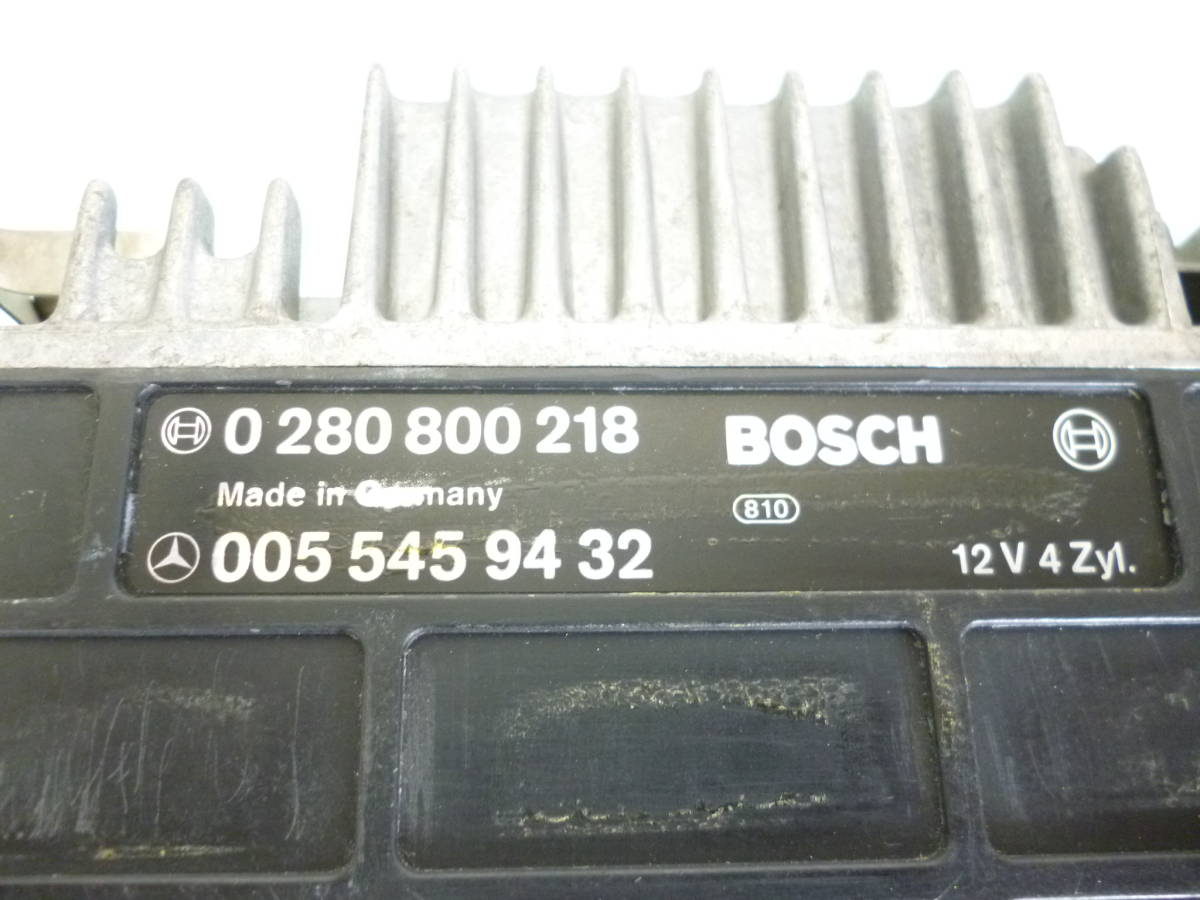 0 280 800 218 BOSCH
Made in Germany
810
005 545 94 32
12 V 4 Zyl.